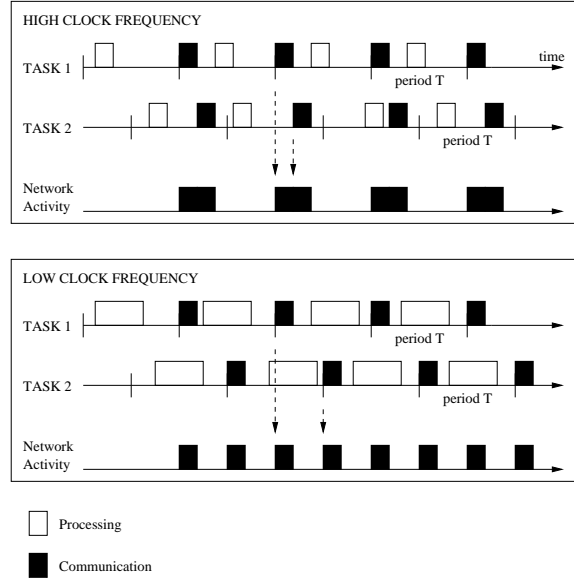 HIGH CLOCK FREQUENCY
TASK 1
time
period T
TASK 2
period T
Network
Activity
LOW CLOCK FREQUENCY
TASK 1
period T
TASK 2
period T
Network
Activity
Processing
Communication